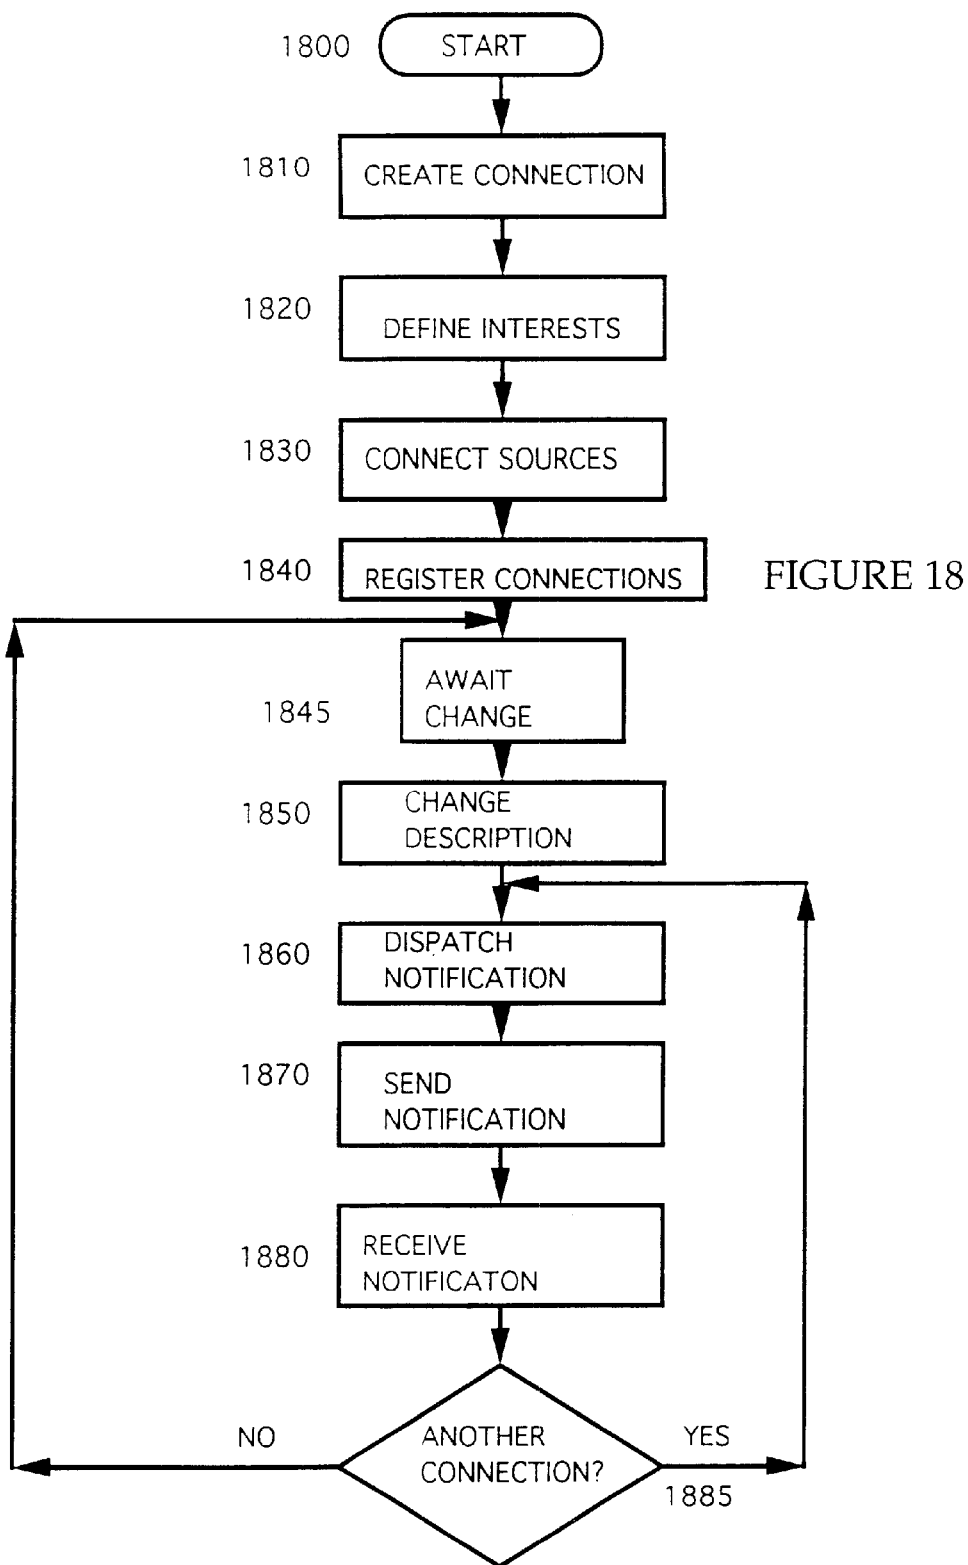 1800
START
1810
CREATE CONNECTION
1820
DEFINE INTERESTS
1830
CONNECT SOURCES
1840
REGISTER CONNECTIONS
FIGURE 18
1845
AWAIT
CHANGE
1850
CHANGE
DESCRIPTION
1860
DISPATCH
NOTIFICATION
1870
SEND
NOTIFICATION
1880
RECEIVE
NOTIFICATON
NO
ANOTHER
CONNECTION?
YES
1885